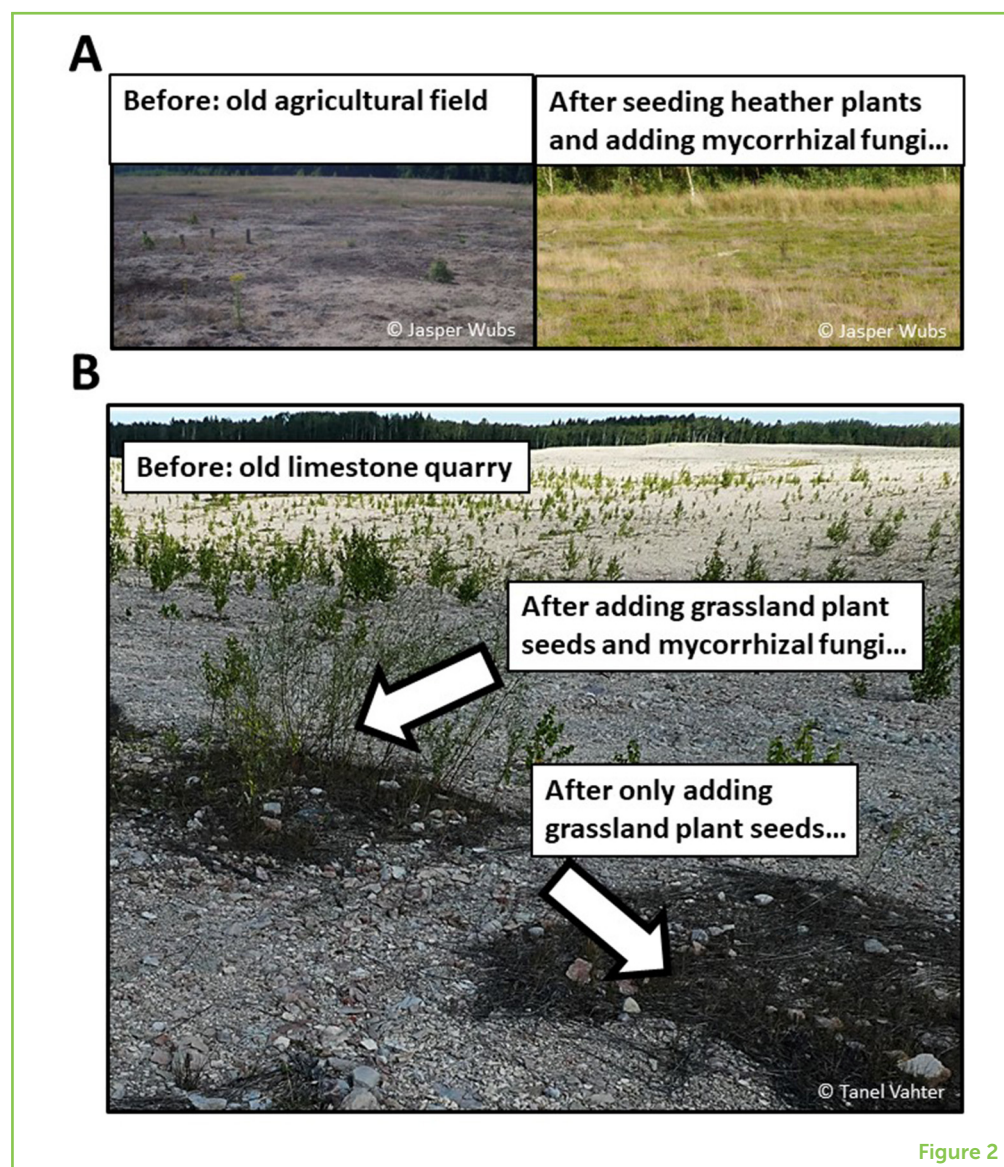 A
Before: old agricultural field
After seeding heather plants
and adding mycorrhizal fungi...
© Jasper Wubs
© Jasper Wubs
B
Before: old limestone quarry
After adding grassland plant
seeds and mycorrhizal fungi...
After only adding
grassland plant seeds...
© Tanel Vahter
Figure 2